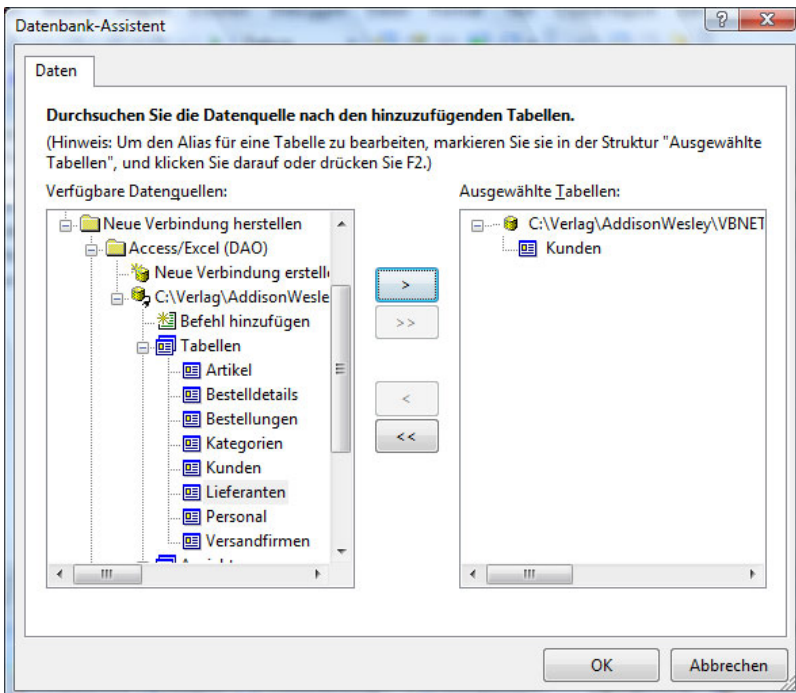 Datenbank-Assistent
Daten
Durchsuchen Sie die Datenquelle nach den hinzuzufügenden Tabellen.
(Hinweis: Um den Alias für eine Tabelle zu bearbeiten, markieren Sie sie in der Struktur "Ausgewählte
Tabellen", und klicken Sie darauf oder drücken Sie F2.)
Verfügbare Datenquellen:
Neue Verbindung herstellen
Access/Excel (DAO)
Neue Verbindung erstell
C:\Verlag\AddisonWesle
Befehl hinzufügen
Tabellen
Artikel
Bestelldetails
Bestellungen
Kategorien
Kunden
Lieferanten
Personal
Versandfirmen
>
>>
<
<<
Ausgewählte Tabellen:
C:\Verlag\AddisonWesley\VBNET
Kunden
OK
Abbrechen